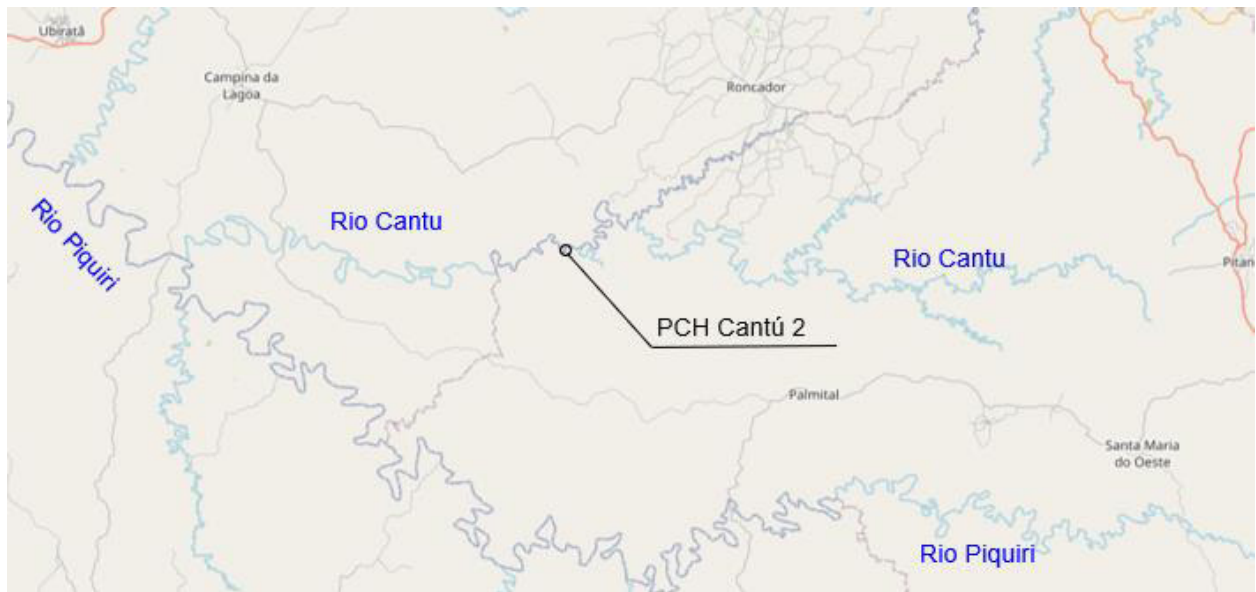 Ubiratã
Campina da
Lagoa
Roncador
Rio Piquiri
Rio Cantu
Rio Cantu
Pitan
PCH Cantú 2
Palmital
Santa Maria
do Oeste
Rio Piquiri